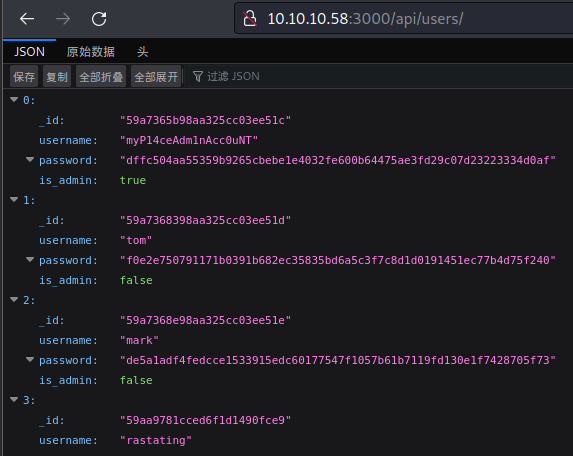 10.10.10.58:3000/api/users/
JSON 原始数据 头
保存 复制 全部折叠 全部展开 过滤 JSON
0:
_id: "59a7365b98aa325cc03ee51c"
username: "myP14ceAdm1nAcc0uNT"
password: "dffc504aa55359b9265cbebe1e4032fe600b64475ae3fd29c07d23223334d0af"
is_admin: true
1:
_id: "59a7368398aa325cc03ee51d"
username: "tom"
password: "f0e2e750791171b0391b682ec35835bd6a5c3f7c8d1d0191451ec77b4d75f240"
is_admin: false
2:
_id: "59a7368e98aa325cc03ee51e"
username: "mark"
password: "de5a1adf4fedcce1533915edc60177547f1057b61b7119fd130e1f7428705f73"
is_admin: false
3:
_id: "59aa9781cced6f1d1490fce9"
username: "rastating"